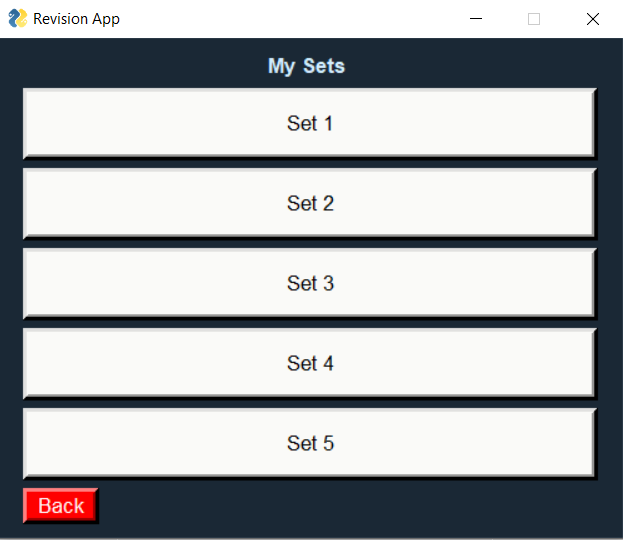 Revision App
My Sets
Set 1
Set 2
Set 3
Set 4
Set 5
Back